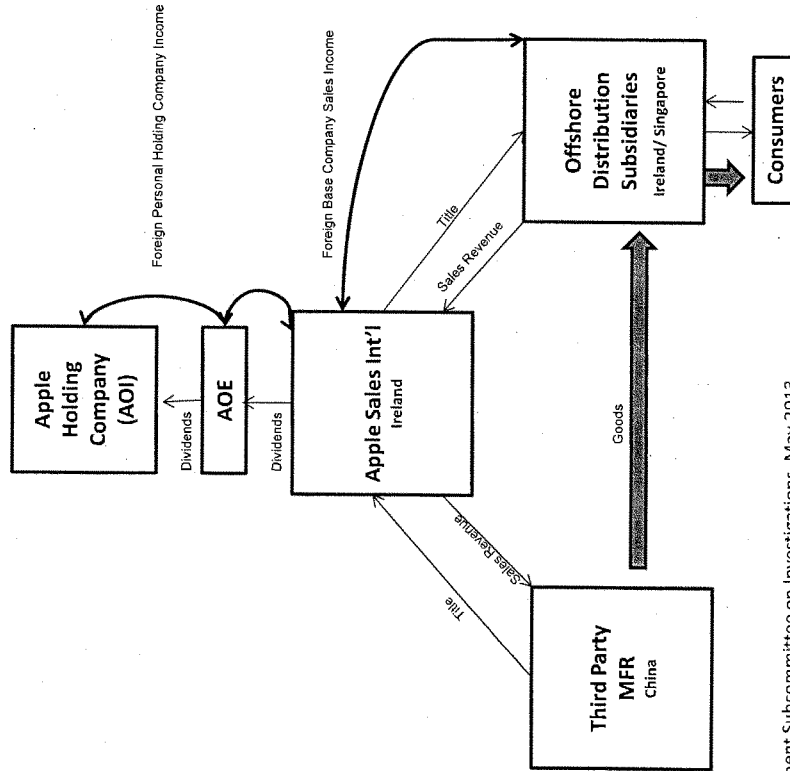 Foreign Personal Holding Company Income
Apple
Holding
Company
(AOI)
Dividends
AOE
Dividends
Foreign Base Company Sales Income
Apple Sales Int'l
Ireland
Title
Sales Revenue
Title
Sales Revenue
Third Party
MFR
China
Goods
Offshore
Distribution
Subsidiaries
Ireland/ Singapore
Consumers
Subcommittee on Investigations, May 2013